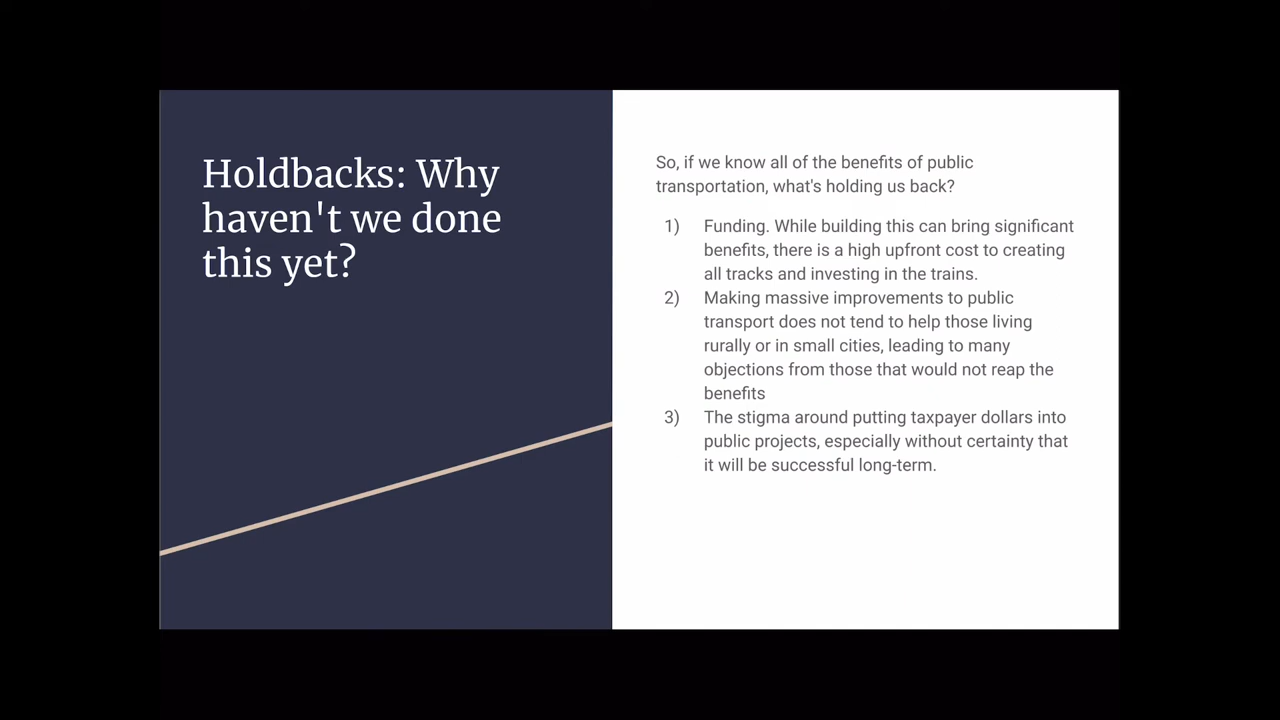 Holdbacks: Why
haven't we done
this yet?
So, if we know all of the benefits of public
transportation, what's holding us back?
1) Funding. While building this can bring significant
benefits, there is a high upfront cost to creating
all tracks and investing in the trains.
2) Making massive improvements to public
transport does not tend to help those living
rurally or in small cities, leading to many
objections from those that would not reap the
benefits
3) The stigma around putting taxpayer dollars into
public projects, especially without certainty that
it will be successful long-term.